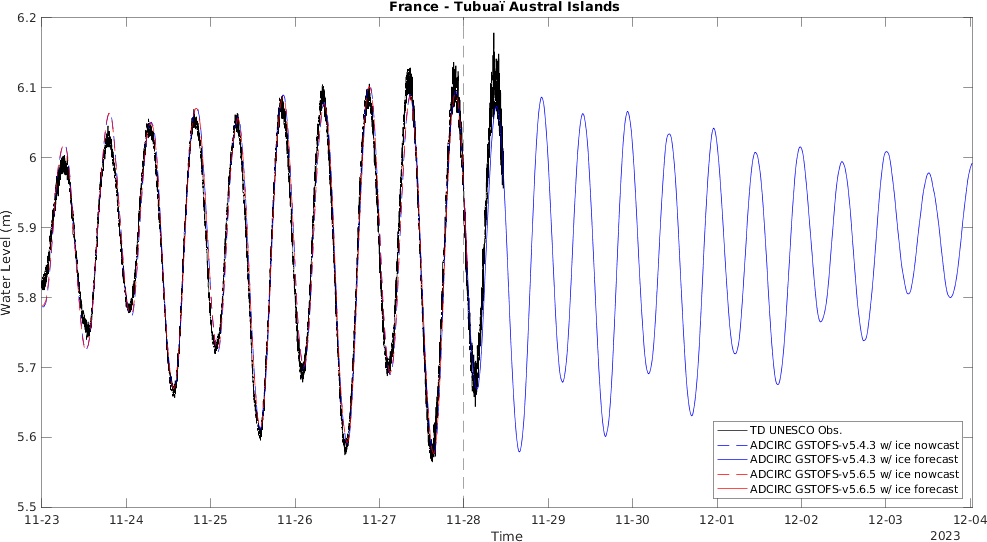 France - Tubuaï Austral Islands
6.2
6.1
6
5.9
5.8
5.7
5.6
5.5
Water Level (m)
TD UNESCO Obs.
ADCIRC GSTOFS-v5.4.3 w/ ice nowcast
ADCIRC GSTOFS-v5.4.3 w/ ice forecast
ADCIRC GSTOFS-v5.6.5 w/ ice nowcast
ADCIRC GSTOFS-v5.6.5 w/ ice forecast
11-23 11-24 11-25 11-26 11-27 11-28 11-29 11-30 12-01 12-02 12-03 12-04
Time
2023